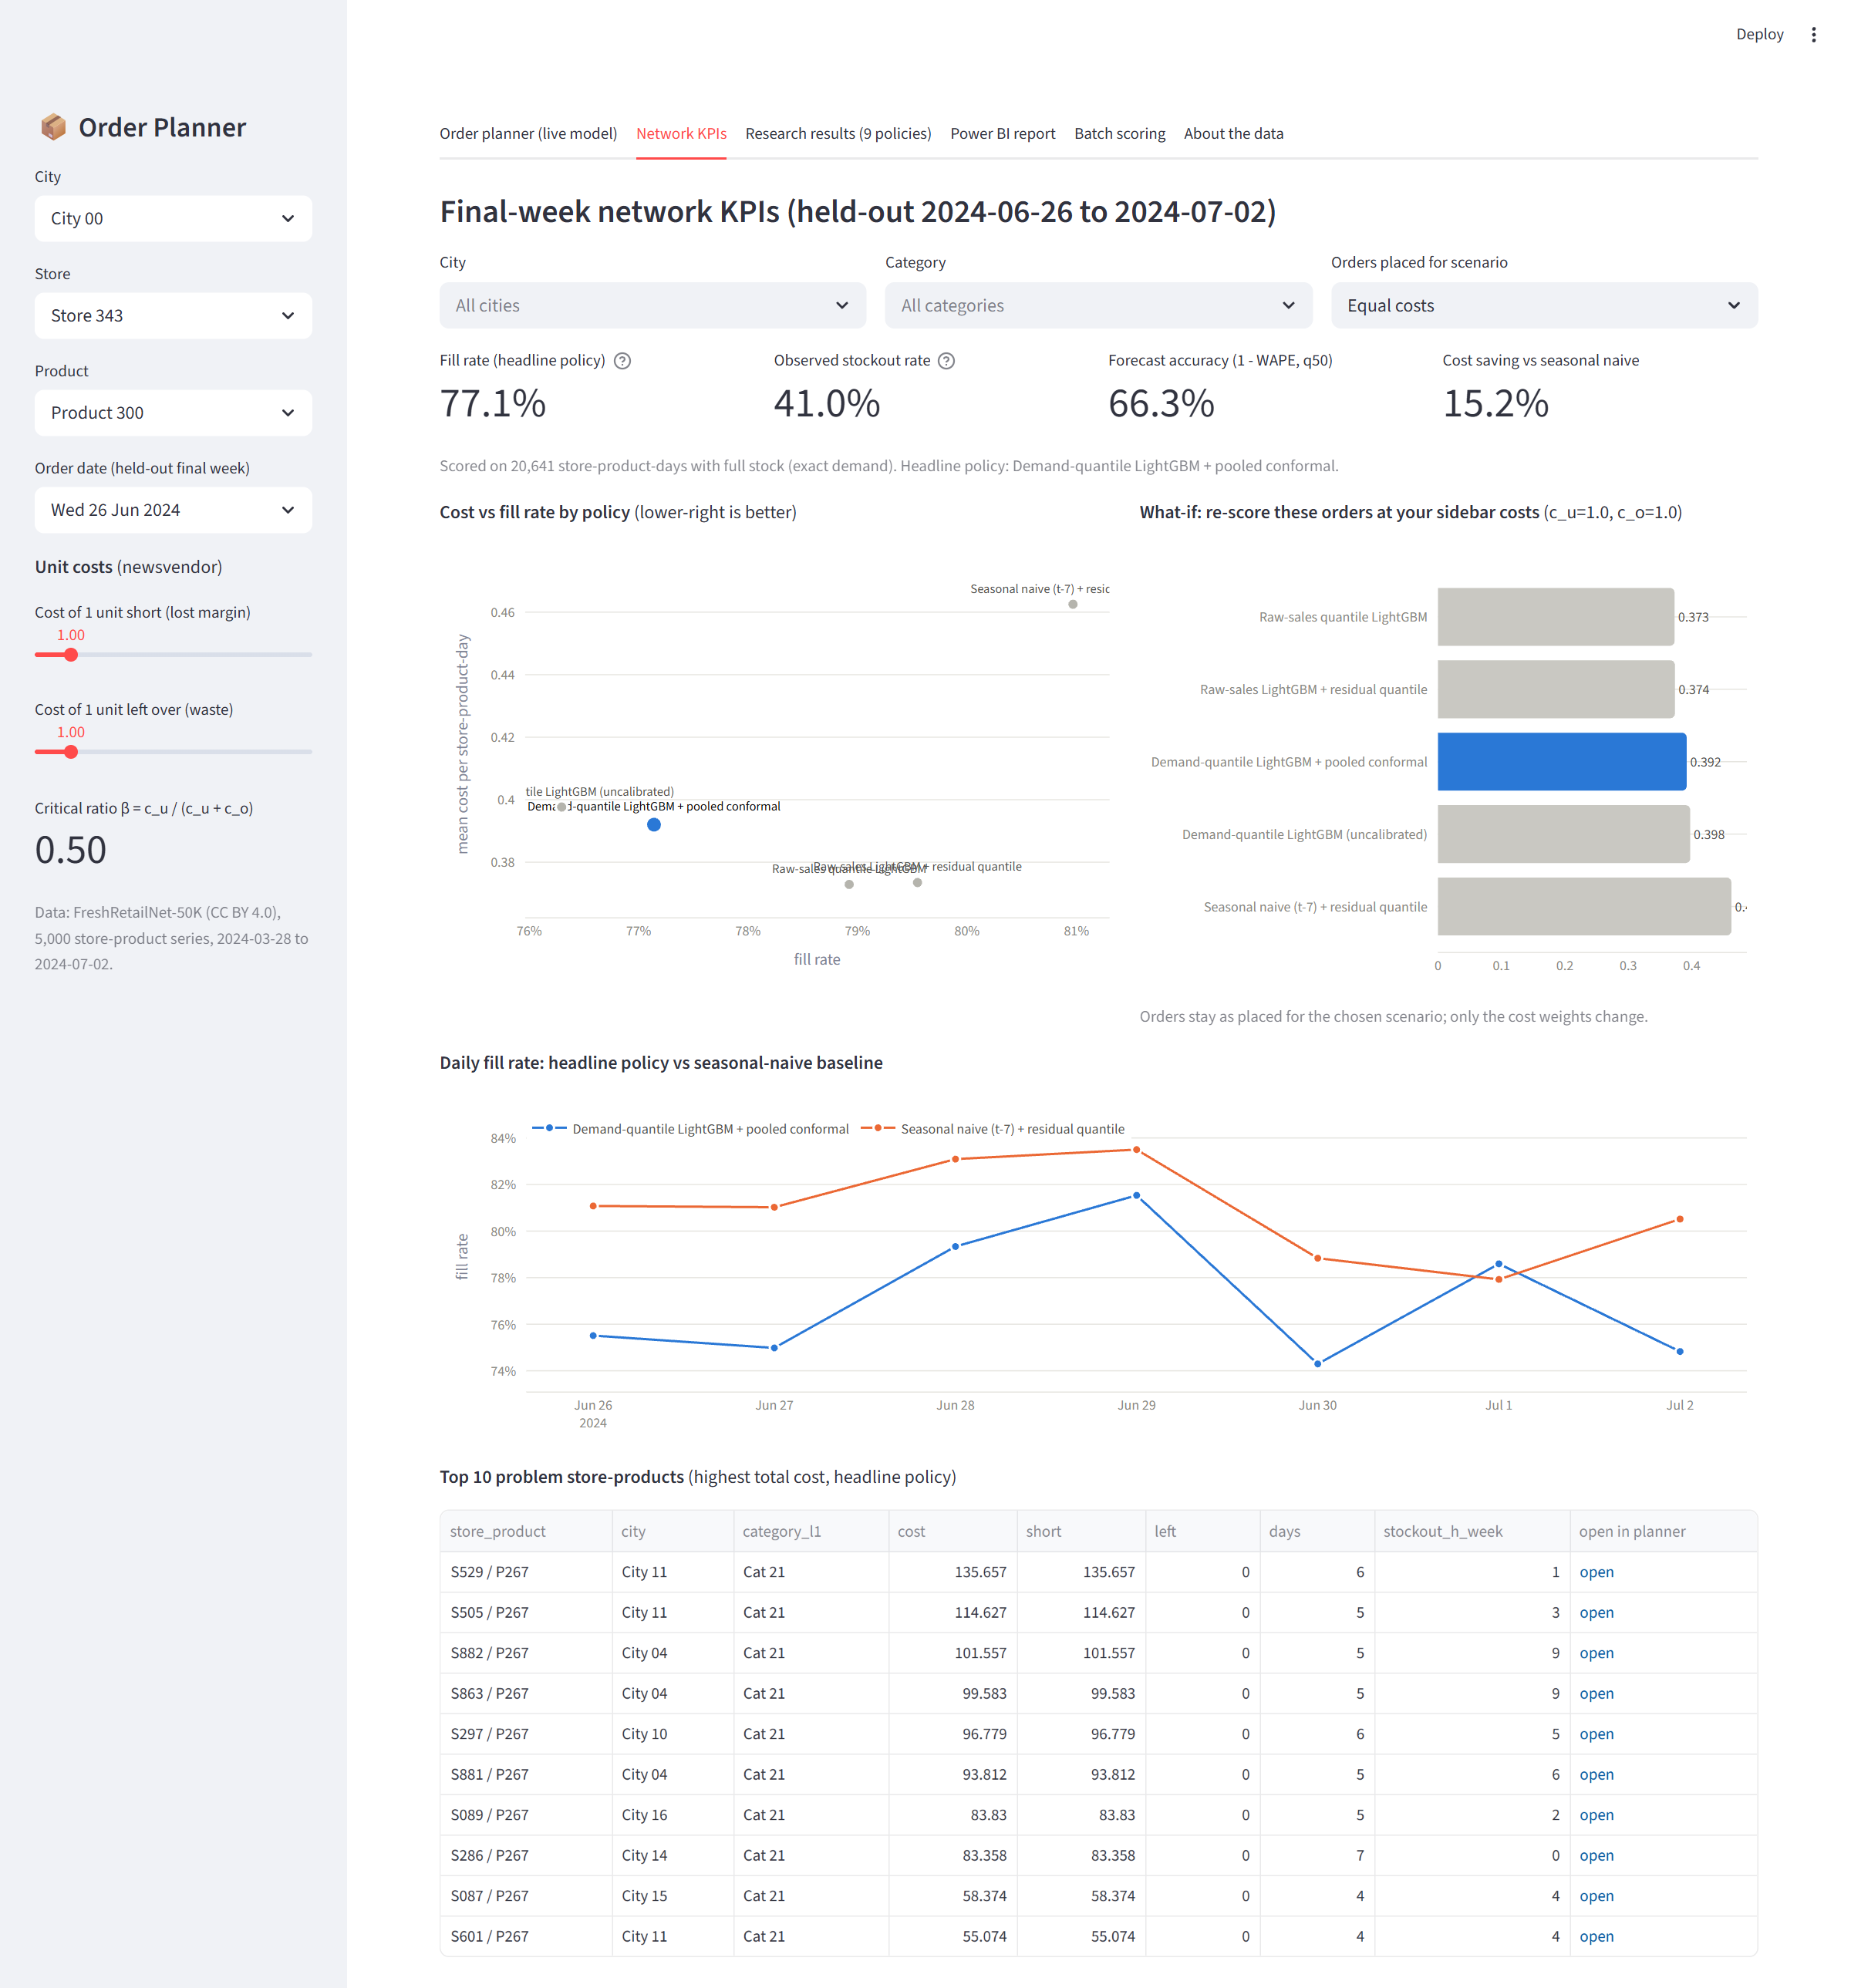 Deploy
📦 Order Planner
City
City 00
Store
Store 343
Product
Product 300
Order date (held-out final week)
Wed 26 Jun 2024
Unit costs (newsvendor)
Cost of 1 unit short (lost margin)
1.00
Cost of 1 unit left over (waste)
1.00
Critical ratio β = c_u / (c_u + c_o)
0.50
Data: FreshRetailNet-50K (CC BY 4.0),
5,000 store-product series, 2024-03-28 to
2024-07-02.
Order planner (live model) Network KPIs Research results (9 policies) Power BI report Batch scoring About the data
Final-week network KPIs (held-out 2024-06-26 to 2024-07-02)
City Category Orders placed for scenario
All cities All categories Equal costs
Fill rate (headline policy) Observed stockout rate Forecast accuracy (1 - WAPE, q50) Cost saving vs seasonal naive
77.1% 41.0% 66.3% 15.2%
Scored on 20,641 store-product-days with full stock (exact demand). Headline policy: Demand-quantile LightGBM + pooled conformal.
Cost vs fill rate by policy (lower-right is better)
mean cost per store-product-day
0.46
0.44
0.42
0.4
0.38
Seasonal naive (t-7) + resic
tile LightGBM (uncalibrated)
Demand-quantile LightGBM + pooled conformal
Raw-sales LightGBM + residual quantile
Raw-sales quantile LightGBM
76% 77% 78% 79% 80% 81%
fill rate
What-if: re-score these orders at your sidebar costs (c_u=1.0, c_o=1.0)
Raw-sales quantile LightGBM 0.373
Raw-sales LightGBM + residual quantile 0.374
Demand-quantile LightGBM + pooled conformal 0.392
Demand-quantile LightGBM (uncalibrated) 0.398
Seasonal naive (t-7) + residual quantile 0.
0 0.1 0.2 0.3 0.4
Orders stay as placed for the chosen scenario; only the cost weights change.
Daily fill rate: headline policy vs seasonal-naive baseline
Demand-quantile LightGBM + pooled conformal Seasonal naive (t-7) + residual quantile
fill rate
84%
82%
80%
78%
76%
74%
Jun 26 Jun 27 Jun 28 Jun 29 Jun 30 Jul 1 Jul 2
2024
Top 10 problem store-products (highest total cost, headline policy)
store_product city category_l1 cost short left days stockout_h_week open in planner
S529 / P267 City 11 Cat 21 135.657 135.657 0 6 1 open
S505 / P267 City 11 Cat 21 114.627 114.627 0 5 3 open
S882 / P267 City 04 Cat 21 101.557 101.557 0 5 9 open
S863 / P267 City 04 Cat 21 99.583 99.583 0 5 9 open
S297 / P267 City 10 Cat 21 96.779 96.779 0 6 5 open
S881 / P267 City 04 Cat 21 93.812 93.812 0 5 6 open
S089 / P267 City 16 Cat 21 83.83 83.83 0 5 2 open
S286 / P267 City 14 Cat 21 83.358 83.358 0 7 0 open
S087 / P267 City 15 Cat 21 58.374 58.374 0 4 4 open
S601 / P267 City 11 Cat 21 55.074 55.074 0 4 4 open